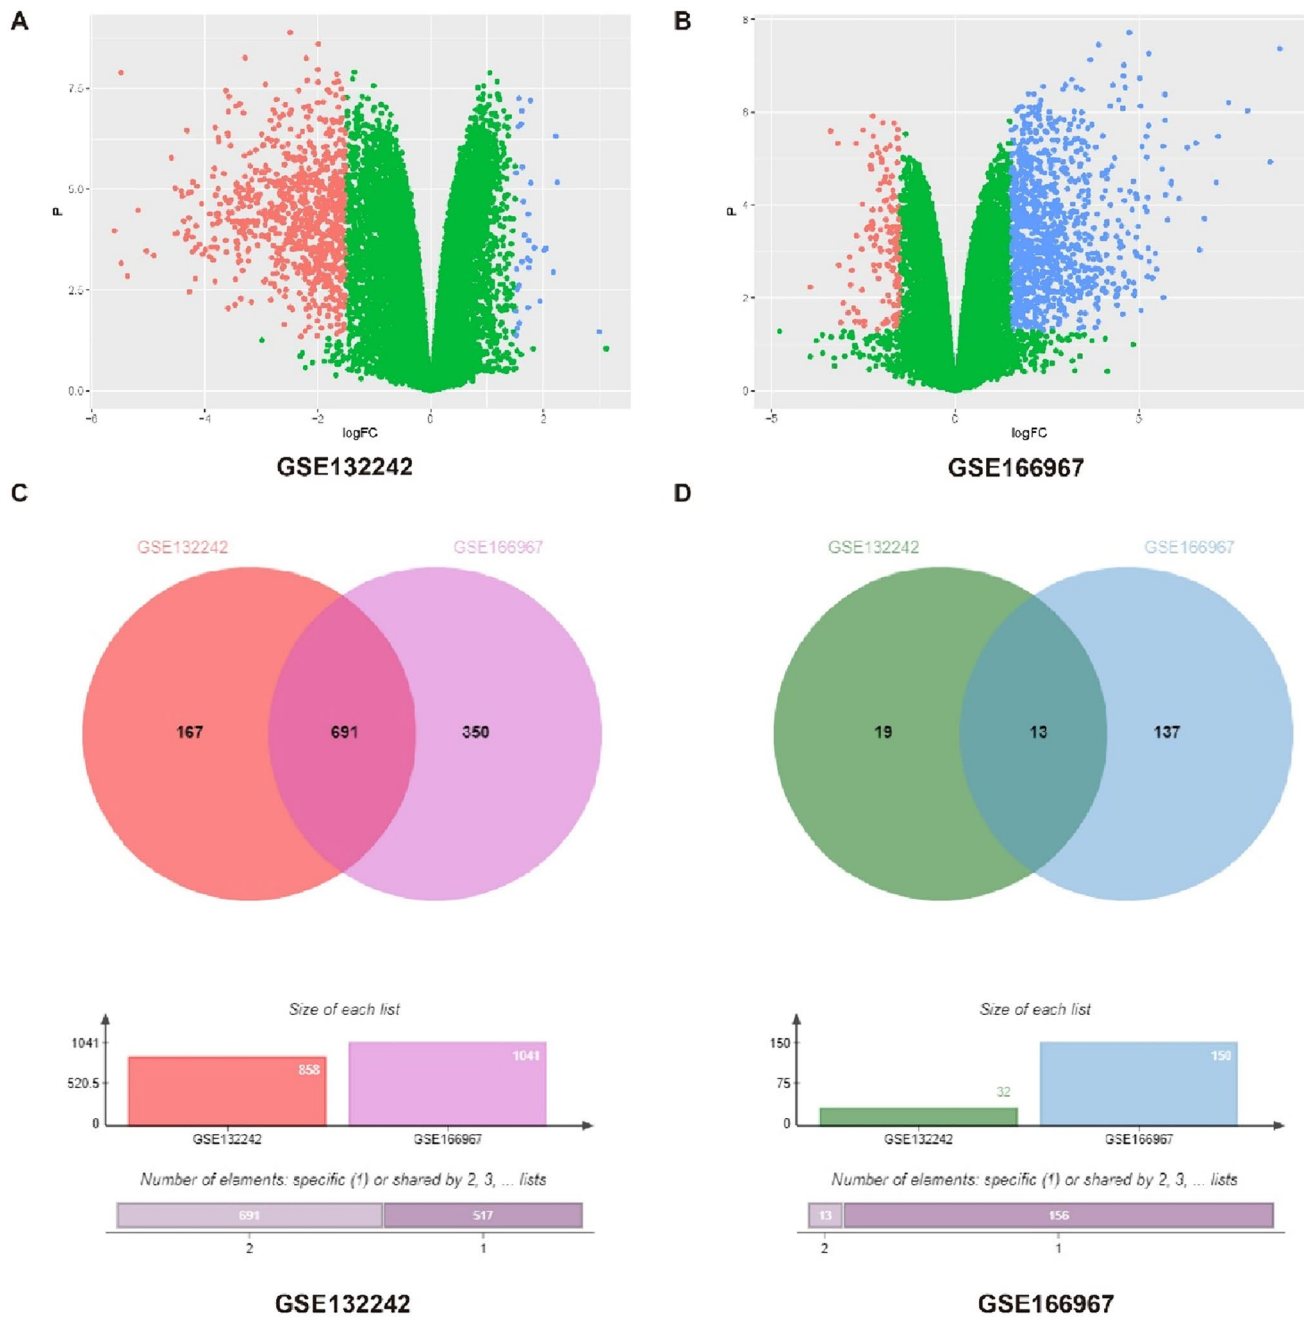 A
B
7.5
5.0
2.5
0.0
P
-6
-4
-2
0
2
logFC
GSE132242
8
6
4
2
0
P
-5
0
5
logFC
GSE166967
C
D
GSE132242
GSE166967
167
691
350
GSE132242
GSE166967
19
13
137
Size of each list
1041
520.5
0
858
1041
GSE132242
GSE166967
Number of elements: specific (1) or shared by 2, 3, ... lists
691
517
2
1
GSE132242
Size of each list
150
75
0
32
150
GSE132242
GSE166967
Number of elements: specific (1) or shared by 2, 3, ... lists
13
156
2
1
GSE166967